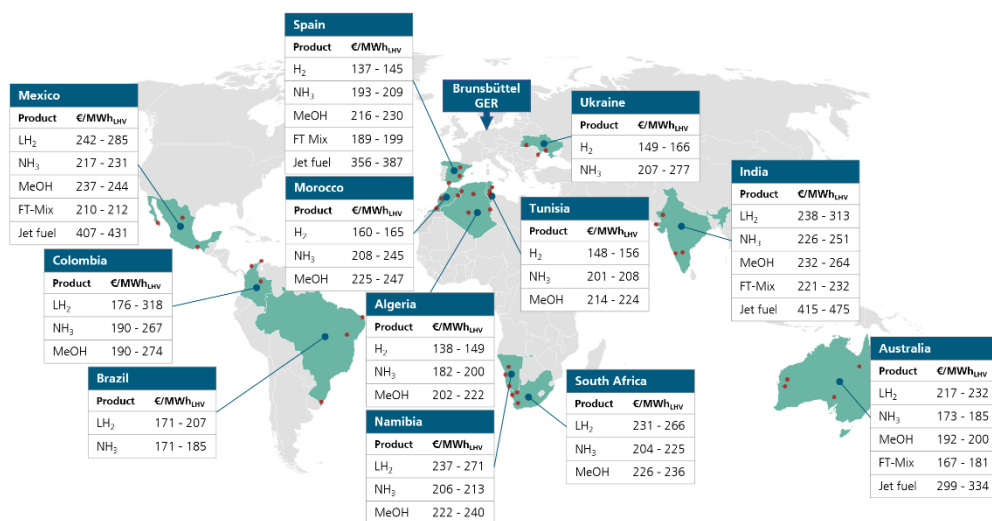 Spain
Product €/MWhLHV
H2 137 - 145
NH3 193 - 209
MeOH 216 - 230
FT Mix 189 - 199
Jet fuel 356 - 387
Brunsbüttel
GER
Mexico
Product €/MWhLHV
LH2 242 - 285
NH3 217 - 231
MeOH 237 - 244
FT-Mix 210 - 212
Jet fuel 407 - 431
Ukraine
Product €/MWhLHV
H2 149 - 166
NH3 207 - 277
India
Product €/MWhLHV
LH2 238 - 313
NH3 226 - 251
MeOH 232 - 264
FT-Mix 221 - 232
Jet fuel 415 - 475
Morocco
Product €/MWhLHV
H2 160 - 165
NH3 208 - 245
MeOH 225 - 247
Tunisia
Product €/MWhLHV
H2 148 - 156
NH3 201 - 208
MeOH 214 - 224
Colombia
Product €/MWhLHV
LH2 176 - 318
NH3 190 - 267
MeOH 190 - 274
Algeria
Product €/MWhLHV
H2 138 - 149
NH3 182 - 200
MeOH 202 - 222
Brazil
Product €/MWhLHV
LH2 171 - 207
NH3 171 - 185
Namibia
Product €/MWhLHV
LH2 237 - 271
NH3 206 - 213
MeOH 222 - 240
South Africa
Product €/MWhLHV
LH2 231 - 266
NH3 204 - 225
MeOH 226 - 236
Australia
Product €/MWhLHV
LH2 217 - 232
NH3 173 - 185
MeOH 192 - 200
FT-Mix 167 - 181
Jet fuel 299 - 334